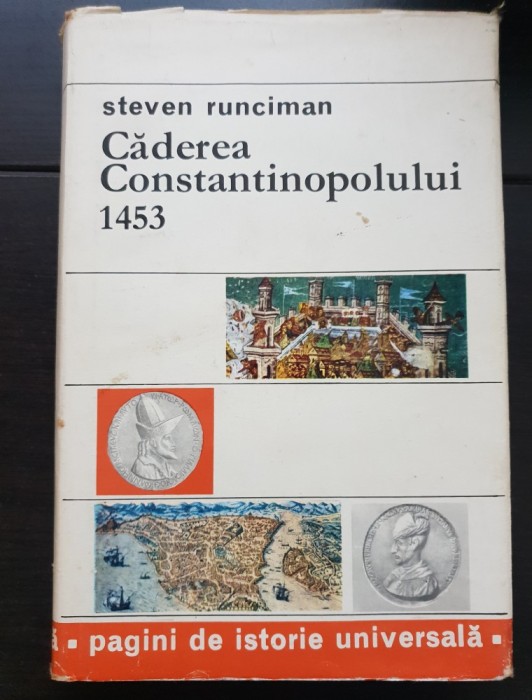 steven runciman
Căderea
Constantinopolului
1453
ă ▪ pagini de istorie universală ▪